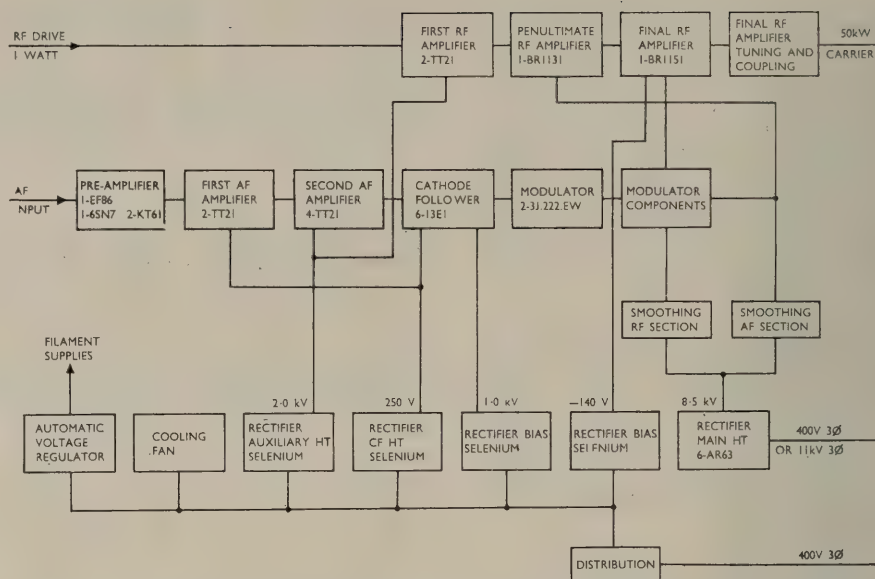 RF DRIVE
1 WATT
FIRST RF
AMPLIFIER
2-TT21
PENULTIMATE
RF AMPLIFIER
1-BR1131
FINAL RF
AMPLIFIER
1-BR1151
FINAL RF
AMPLIFIER
TUNING AND
COUPLING
50kW
CARRIER
AF
NPUT
PRE-AMPLIFIER
1-EF86
1-6SN7 2-KT61
FIRST AF
AMPLIFIER
2-TT21
SECOND AF
AMPLIFIER
4-TT21
CATHODE
FOLLOWER
6-13E1
MODULATOR
2-3J.222.EW
MODULATOR
COMPONENTS
SMOOTHING
RF SECTION
SMOOTHING
AF SECTION
FILAMENT
SUPPLIES
AUTOMATIC
VOLTAGE
REGULATOR
COOLING
FAN
2·0 kV
RECTIFIER
AUXILIARY HT
SELENIUM
250 V
RECTIFIER
CF HT
SELENIUM
1·0 kV
RECTIFIER BIAS
SELENIUM
—140 V
RECTIFIER BIAS
SELENIUM
8·5 kV
RECTIFIER
MAIN HT
6-AR63
400V 3Ø
OR 11kV 3Ø
DISTRIBUTION
400V 3Ø